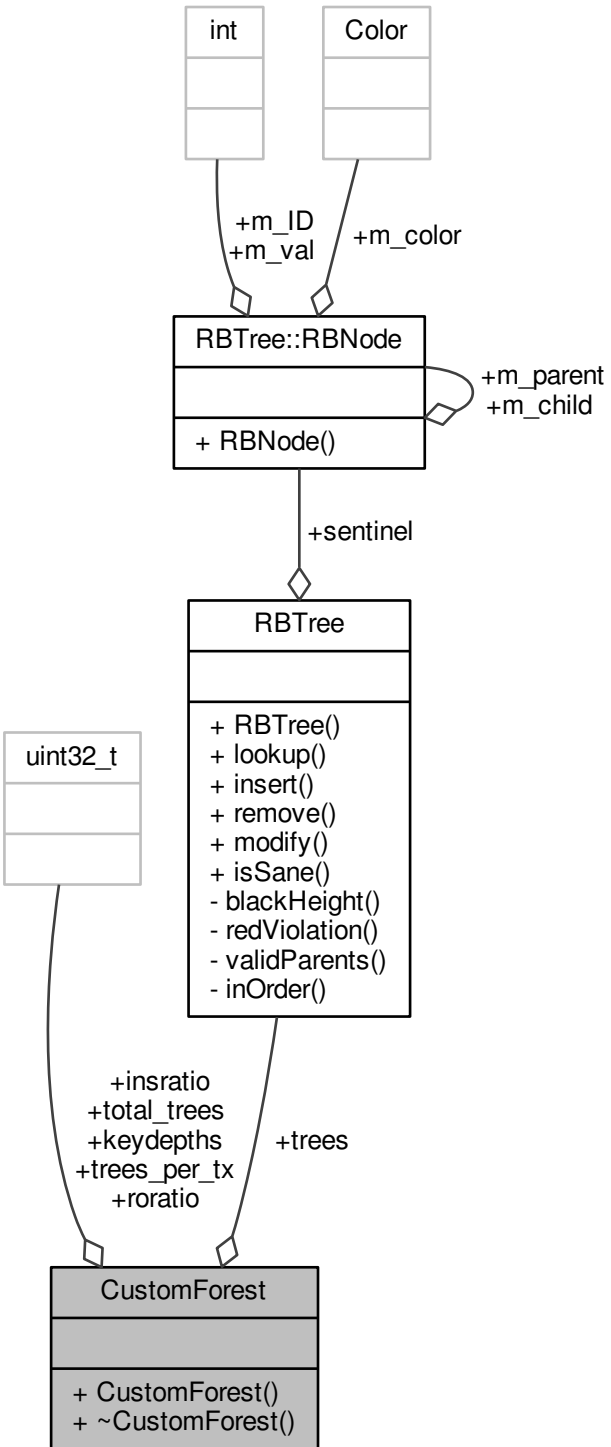 int
Color
+m_ID
+m_val
+m_color
RBTree::RBNode
+ RBNode()
+m_parent
+m_child
+sentinel
RBTree
+ RBTree()
+ lookup()
+ insert()
+ remove()
+ modify()
+ isSane()
- blackHeight()
- redViolation()
- validParents()
- inOrder()
uint32_t
+insratio
+total_trees
+keydepths
+trees_per_tx
+roratio
+trees
CustomForest
+ CustomForest()
+ ~CustomForest()